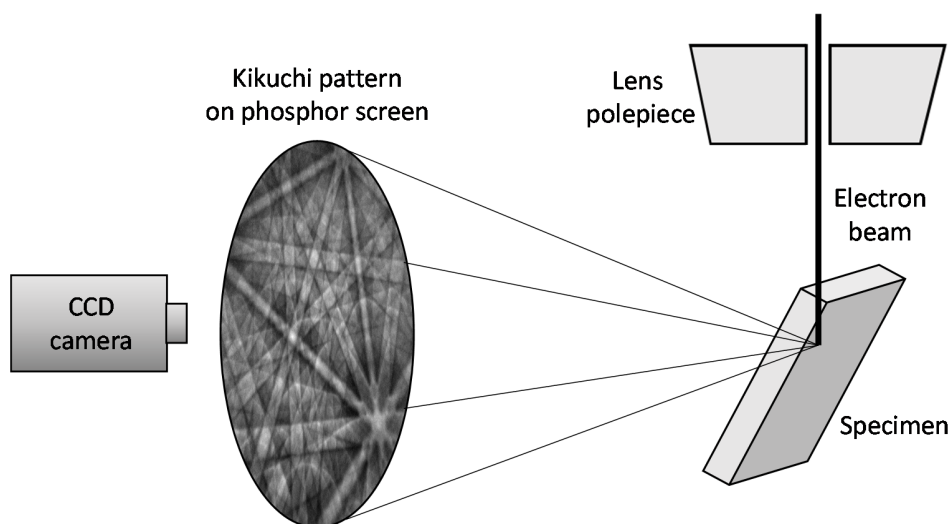 Kikuchi pattern
on phosphor screen
Lens
polepiece
Electron
beam
CCD
camera
Specimen